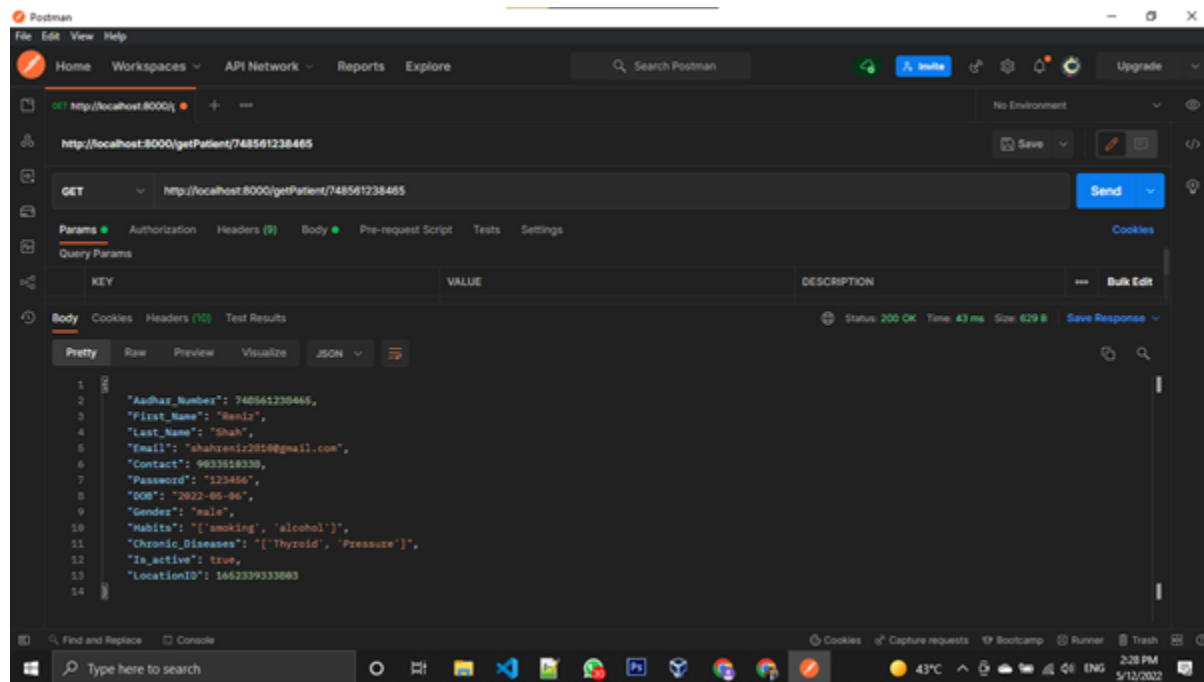 Postman
File Edit View Help
Home Workspaces API Network Reports Explore Search Postman Invite Upgrade
GET http://localhost:8000/g No Environment
http://localhost:8000/getPatient/748561238465 Save
GET http://localhost:8000/getPatient/748561238465 Send
Params Authorization Headers (9) Body Pre-request Script Tests Settings Cookies
Query Params
KEY VALUE DESCRIPTION Bulk Edit
Body Cookies Headers (10) Test Results Status: 200 OK Time: 43 ms Size: 629 B Save Response
Pretty Raw Preview Visualize JSON
1 {
2 "Aadhar_Number": 748561238465,
3 "First_Name": "Reniz",
4 "Last_Name": "Shah",
5 "Email": "shahreniz2810@gmail.com",
6 "Contact": 9033510338,
7 "Password": "123456",
8 "DOB": "2022-05-06",
9 "Gender": "male",
10 "Habits": "['smoking', 'alcohol']",
11 "Chronic_Diseases": "['Thyroid', 'Pressure']",
12 "Is_active": true,
13 "LocationID": 1652339333803
14 }
Find and Replace Console Cookies Capture requests Bootcamp Runner Trash
Type here to search Ps 43°C ENG 2:28 PM
5/12/2022